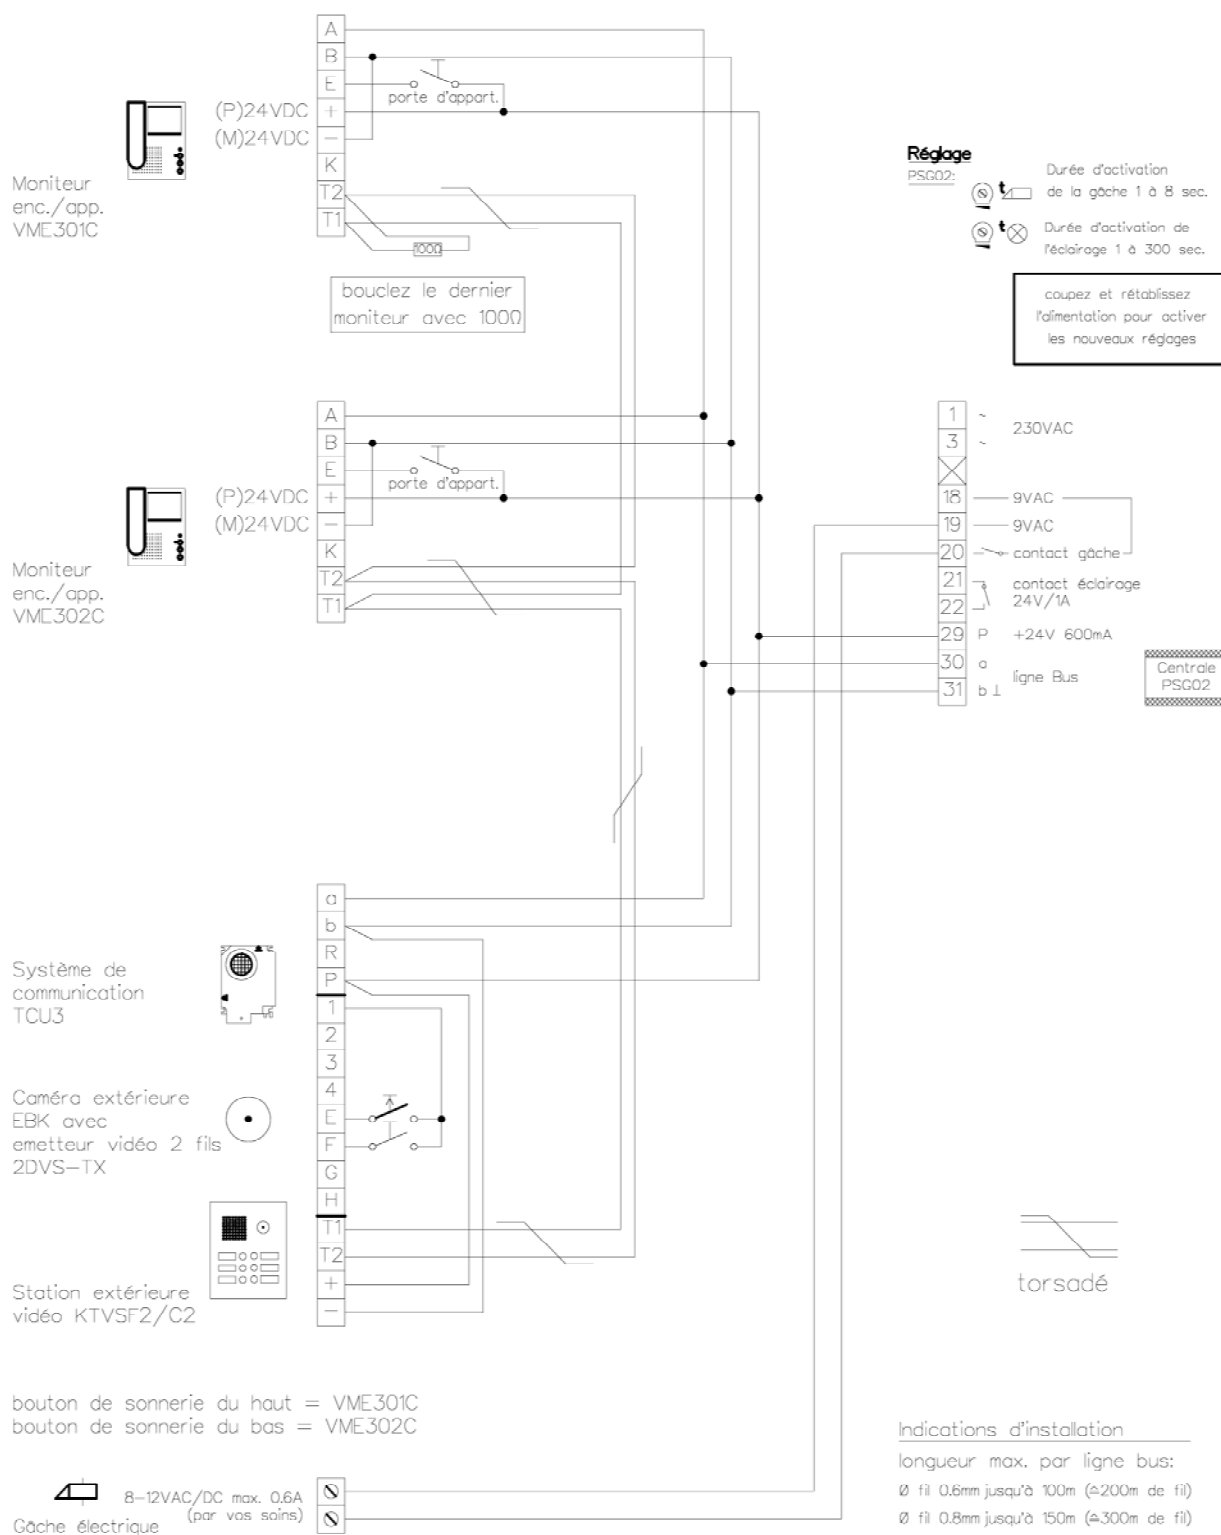 A
B
E
porte d'appart.
(P)24VDC +
(M)24VDC −
K
T2
T1
100Ω
Moniteur
enc./app.
VME301C
bouclez le dernier
moniteur avec 100Ω
Réglage
PSG02:
t
Durée d'activation
de la gâche 1 à 8 sec.
t
Durée d'activation de
l'éclairage 1 à 300 sec.
coupez et rétablissez
l'alimentation pour activer
les nouveaux réglages
A
B
E
porte d'appart.
(P)24VDC +
(M)24VDC −
K
T2
T1
Moniteur
enc./app.
VME302C
1 ~
230VAC
3 ~
18 9VAC
19 9VAC
20 contact gâche
21 contact éclairage
22 24V/1A
29 P +24V 600mA
30 a
ligne Bus
31 b ⊥
Centrale
PSG02
a
b
R
P
1
2
3
4
E
F
G
H
T1
T2
+
−
Système de
communication
TCU3
Caméra extérieure
EBK avec
emetteur vidéo 2 fils
2DVS−TX
Station extérieure
vidéo KTVSF2/C2
torsadé
bouton de sonnerie du haut = VME301C
bouton de sonnerie du bas = VME302C
8−12VAC/DC max. 0.6A
(par vos soins)
Gâche électrique
Indications d'installation
longueur max. par ligne bus:
Ø fil 0.6mm jusqu'à 100m (≙200m de fil)
Ø fil 0.8mm jusqu'à 150m (≙300m de fil)